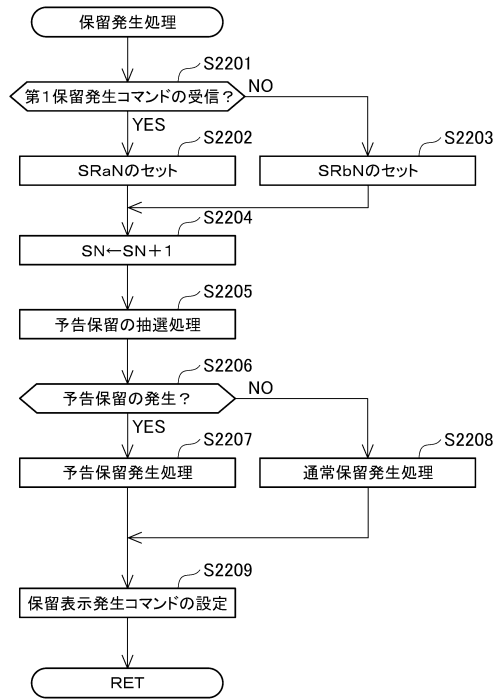 保留発生処理
S2201
第1保留発生コマンドの受信?
NO
YES
S2202
SRaNのセット
S2203
SRbNのセット
S2204
SN←SN+1
S2205
予告保留の抽選処理
S2206
予告保留の発生?
NO
YES
S2207
予告保留発生処理
S2208
通常保留発生処理
S2209
保留表示発生コマンドの設定
RET